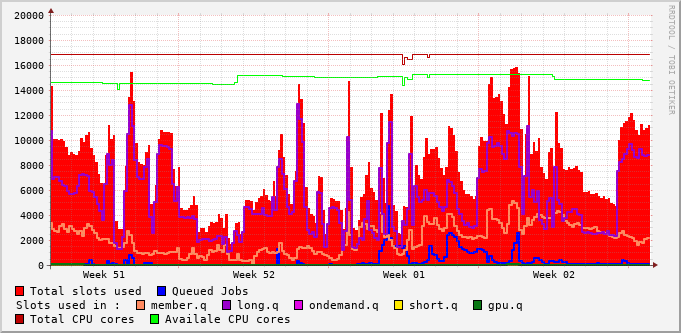 20000
18000
16000
14000
12000
10000
8000
6000
4000
2000
0
Week 51 Week 52 Week 01 Week 02
RRDTOOL / TOBI OETIKER
Total slots used Queued Jobs
Slots used in : member.q long.q ondemand.q short.q gpu.q
Total CPU cores Availale CPU cores